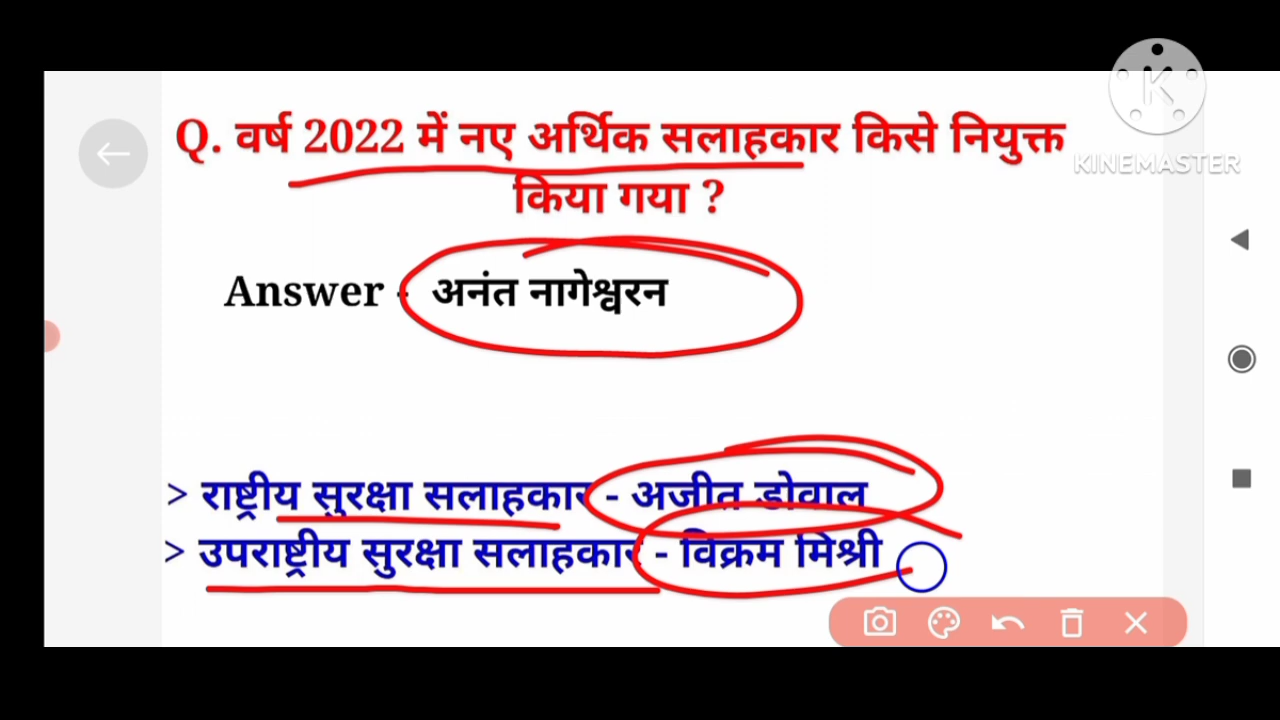 Q. वर्ष 2022 में नए अर्थिक सलाहकार किसे नियुक्त
किया गया ?
Answer - अनंत नागेश्वरन
> राष्ट्रीय सुरक्षा सलाहकार - अजीत डोवाल
> उपराष्ट्रीय सुरक्षा सलाहकार - विक्रम मिश्री
K
KINEMASTER